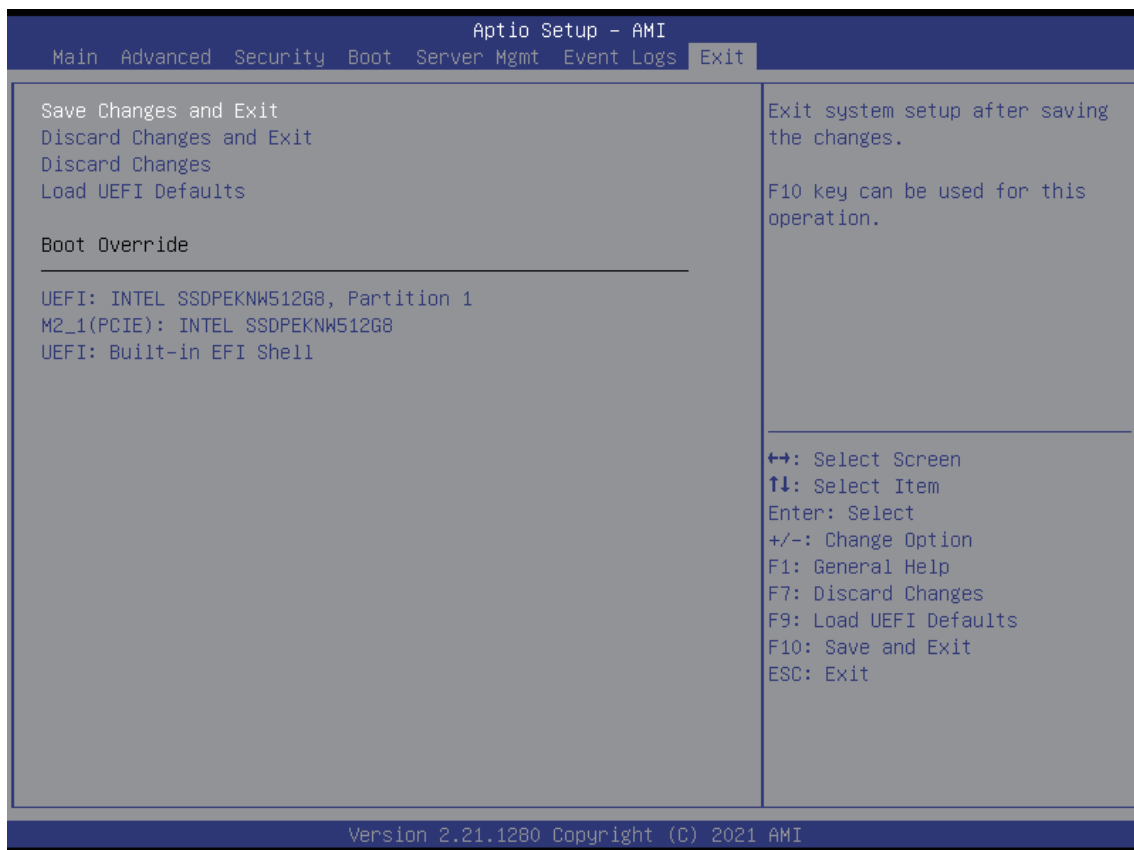 Aptio Setup – AMI
Main Advanced Security Boot Server Mgmt Event Logs Exit
Save Changes and Exit
Discard Changes and Exit
Discard Changes
Load UEFI Defaults
Boot Override
UEFI: INTEL SSDPEKNW512G8, Partition 1
M2_1(PCIE): INTEL SSDPEKNW512G8
UEFI: Built-in EFI Shell
Exit system setup after saving
the changes.
F10 key can be used for this
operation.
↔: Select Screen
↑↓: Select Item
Enter: Select
+/-: Change Option
F1: General Help
F7: Discard Changes
F9: Load UEFI Defaults
F10: Save and Exit
ESC: Exit
Version 2.21.1280 Copyright (C) 2021 AMI